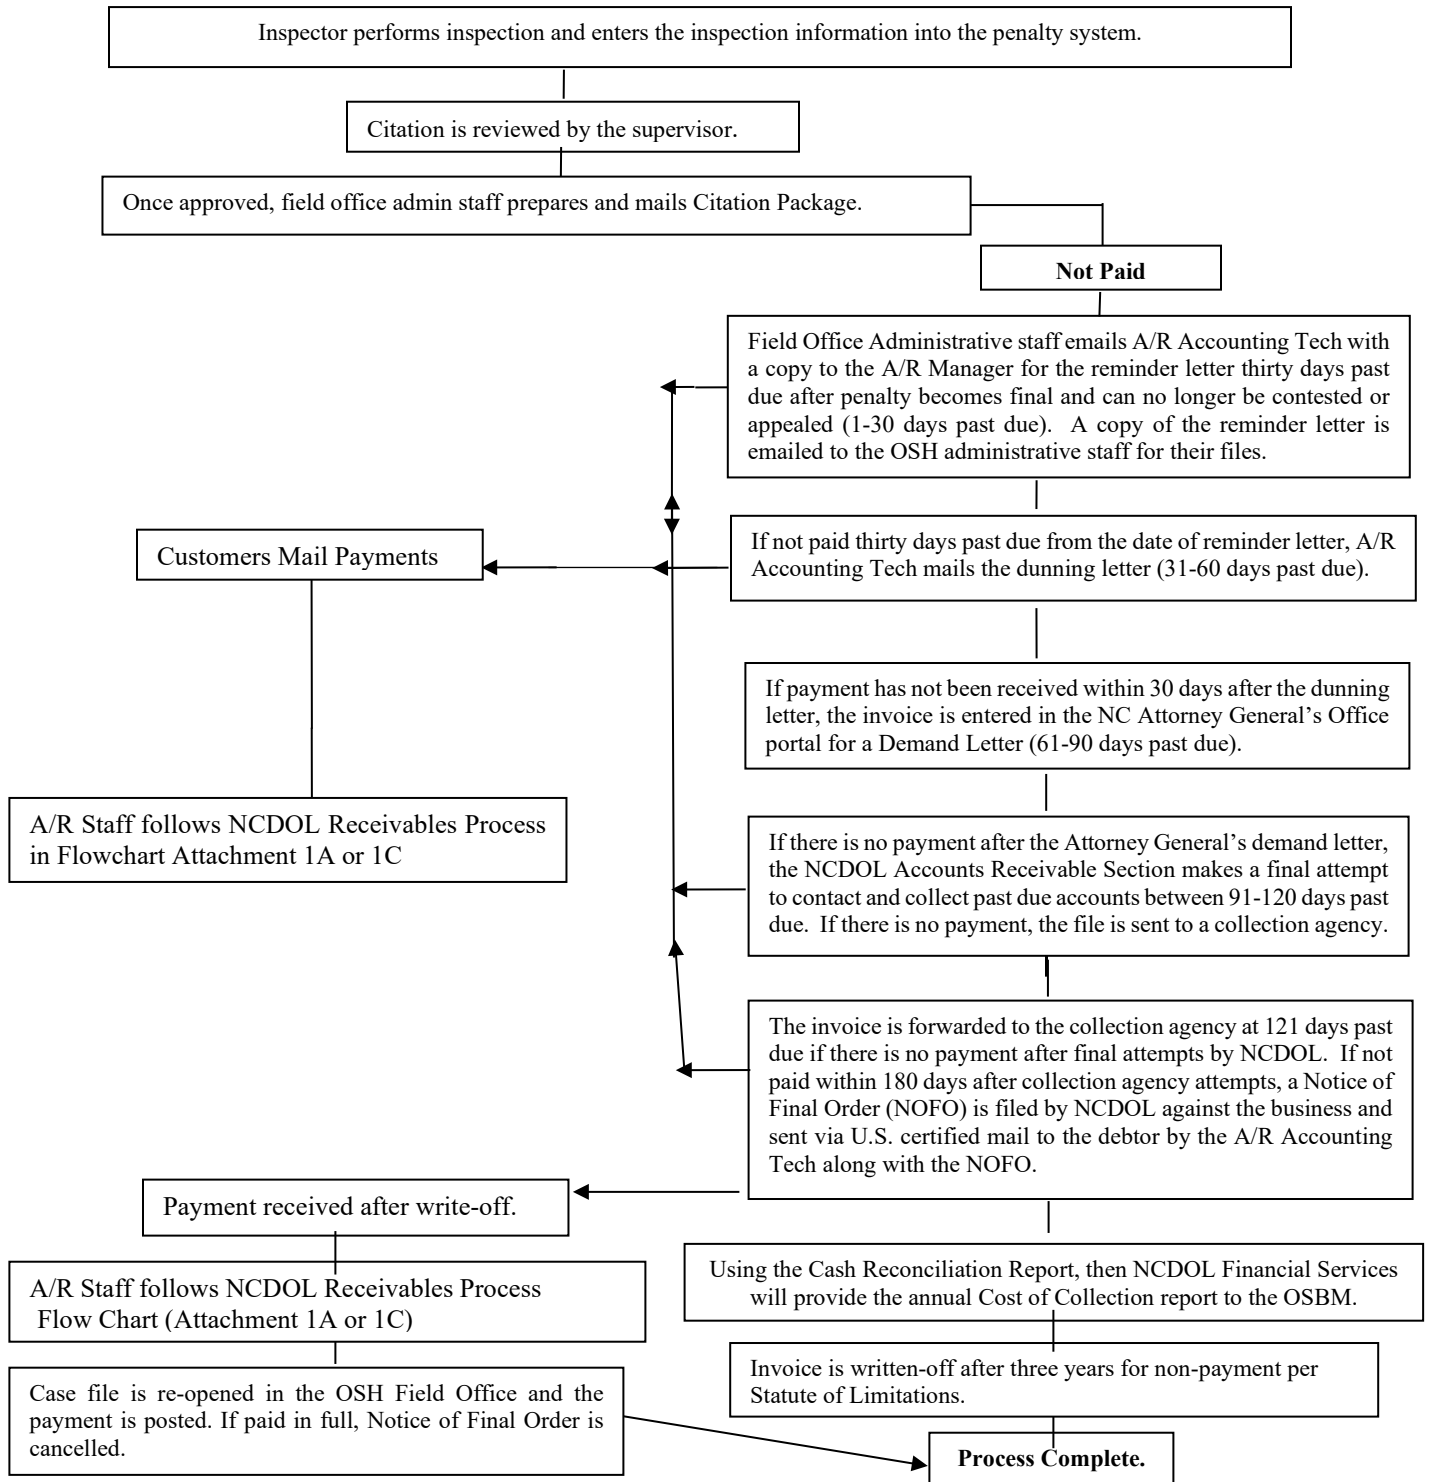 Inspector performs inspection and enters the inspection information into the penalty system.
Citation is reviewed by the supervisor.
Once approved, field office admin staff prepares and mails Citation Package.
Not Paid
Field Office Administrative staff emails A/R Accounting Tech with
a copy to the A/R Manager for the reminder letter thirty days past
due after penalty becomes final and can no longer be contested or
appealed (1-30 days past due).  A copy of the reminder letter is
emailed to the OSH administrative staff for their files.
If not paid thirty days past due from the date of reminder letter, A/R
Accounting Tech mails the dunning letter (31-60 days past due).
Customers Mail Payments
If payment has not been received within 30 days after the dunning
letter, the invoice is entered in the NC Attorney General’s Office
portal for a Demand Letter (61-90 days past due).
A/R Staff follows NCDOL Receivables Process
in Flowchart Attachment 1A or 1C
If there is no payment after the Attorney General’s demand letter,
the NCDOL Accounts Receivable Section makes a final attempt
to contact and collect past due accounts between 91-120 days past
due.  If there is no payment, the file is sent to a collection agency.
The invoice is forwarded to the collection agency at 121 days past
due if there is no payment after final attempts by NCDOL.  If not
paid within 180 days after collection agency attempts, a Notice of
Final Order (NOFO) is filed by NCDOL against the business and
sent via U.S. certified mail to the debtor by the A/R Accounting
Tech along with the NOFO.
Payment received after write-off.
A/R Staff follows NCDOL Receivables Process
Flow Chart (Attachment 1A or 1C)
Using the Cash Reconciliation Report, then NCDOL Financial Services
will provide the annual Cost of Collection report to the OSBM.
Invoice is written-off after three years for non-payment per
Statute of Limitations.
Case file is re-opened in the OSH Field Office and the
payment is posted. If paid in full, Notice of Final Order is
cancelled.
Process Complete.